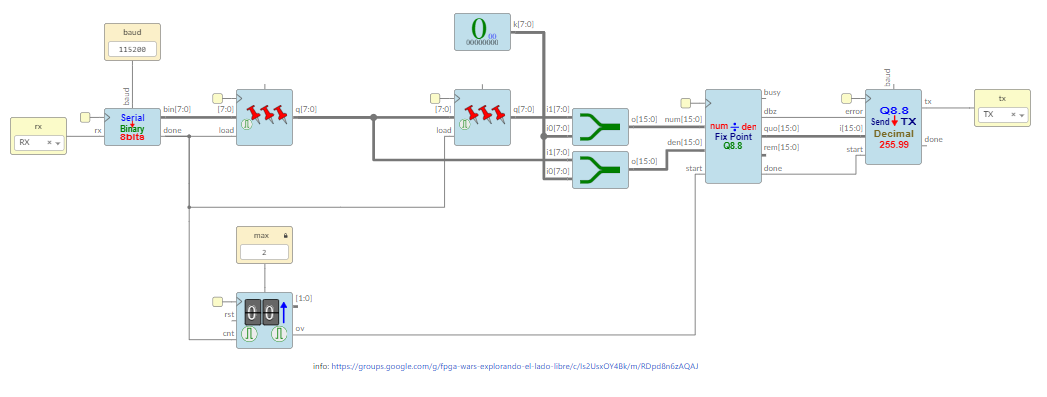 baud
115200
baud
rx
RX
rx
Serial
Binary
8bits
bin[7:0]
done
[7:0]
load
q[7:0]
0
00
00000000
k[7:0]
[7:0]
load
q[7:0]
i1[7:0]
i0[7:0]
o[15:0]
i1[7:0]
i0[7:0]
o[15:0]
num[15:0]
den[15:0]
start
num ÷ den
Fix Point
Q8.8
busy
dbz
quo[15:0]
rem[15:0]
done
baud
error
i[15:0]
start
Q8.8
Send TX
Decimal
255.99
tx
done
tx
TX
max
2
rst
cnt
0 0
[1:0]
ov
info: https://groups.google.com/g/fpga-wars-explorando-el-lado-libre/c/Is2UsxOY4Bk/m/RDpd8n6zAQAJ